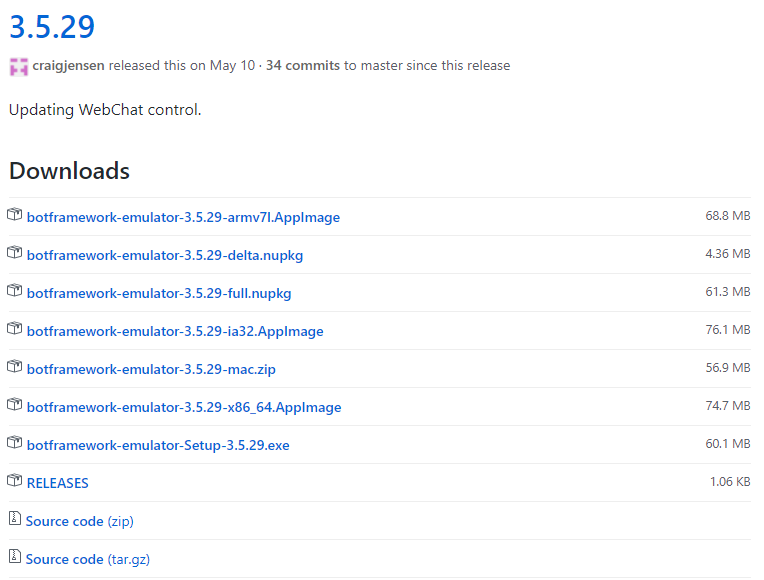 3.5.29
craigjensen released this on May 10 · 34 commits to master since this release
Updating WebChat control.
Downloads
botframework-emulator-3.5.29-armv7l.AppImage 68.8 MB
botframework-emulator-3.5.29-delta.nupkg 4.36 MB
botframework-emulator-3.5.29-full.nupkg 61.3 MB
botframework-emulator-3.5.29-ia32.AppImage 76.1 MB
botframework-emulator-3.5.29-mac.zip 56.9 MB
botframework-emulator-3.5.29-x86_64.AppImage 74.7 MB
botframework-emulator-Setup-3.5.29.exe 60.1 MB
RELEASES 1.06 KB
Source code (zip)
Source code (tar.gz)